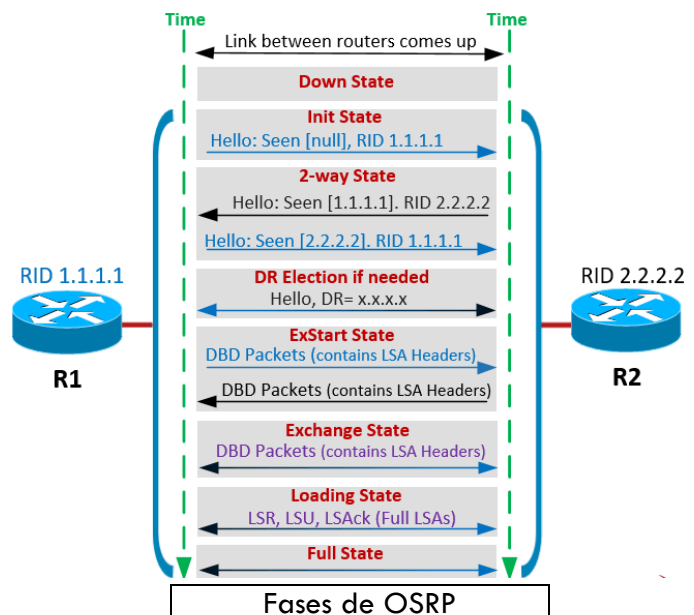 Time
Time
Link between routers comes up
Down State
Init State
Hello: Seen [null], RID 1.1.1.1
2-way State
Hello: Seen [1.1.1.1]. RID 2.2.2.2
Hello: Seen [2.2.2.2]. RID 1.1.1.1
RID 1.1.1.1
R1
RID 2.2.2.2
R2
DR Election if needed
Hello, DR= x.x.x.x
ExStart State
DBD Packets (contains LSA Headers)
DBD Packets (contains LSA Headers)
Exchange State
DBD Packets (contains LSA Headers)
Loading State
LSR, LSU, LSAck (Full LSAs)
Full State
Fases de OSRP